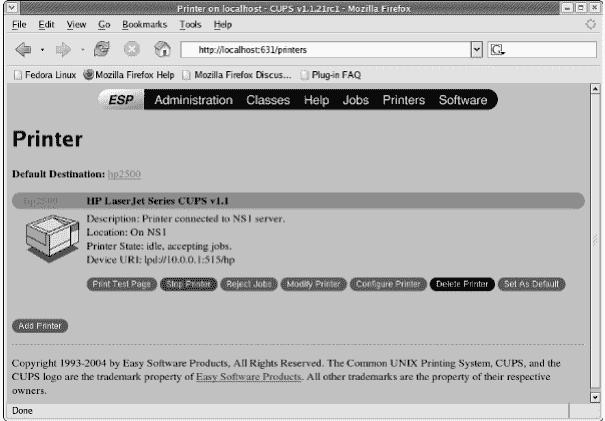 Printer on localhost - CUPS v1.1.21rc1 - Mozilla Firefox
File Edit View Go Bookmarks Tools Help
http://localhost:631/printers
G
Fedora Linux Mozilla Firefox Help Mozilla Firefox Discus... Plug-in FAQ
ESP Administration Classes Help Jobs Printers Software
Printer
Default Destination: hp2500
hp2500 HP LaserJet Series CUPS v1.1
Description: Printer connected to NS1 server.
Location: On NS1
Printer State: idle, accepting jobs.
Device URI: lpd://10.0.0.1:515/hp
Print Test Page Stop Printer Reject Jobs Modify Printer Configure Printer Delete Printer Set As Default
Add Printer
Copyright 1993-2004 by Easy Software Products, All Rights Reserved. The Common UNIX Printing System, CUPS, and the
CUPS logo are the trademark property of Easy Software Products. All other trademarks are the property of their respective
owners.
Done